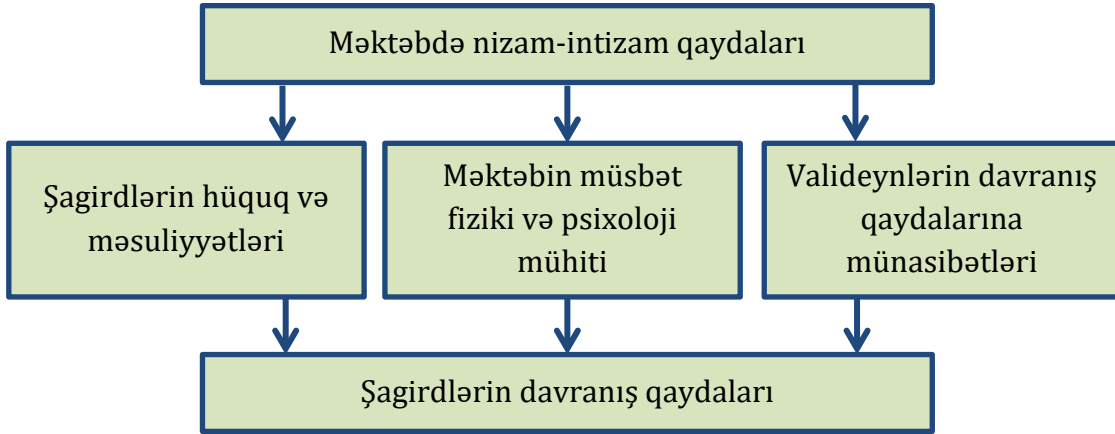 Məktəbdə nizam-intizam qaydaları
Şagirdlərin hüquq və
məsuliyyətləri
Məktəbin müsbət
fiziki və psixoloji
mühiti
Valideynlərin davranış
qaydalarına
münasibətləri
Şagirdlərin davranış qaydaları